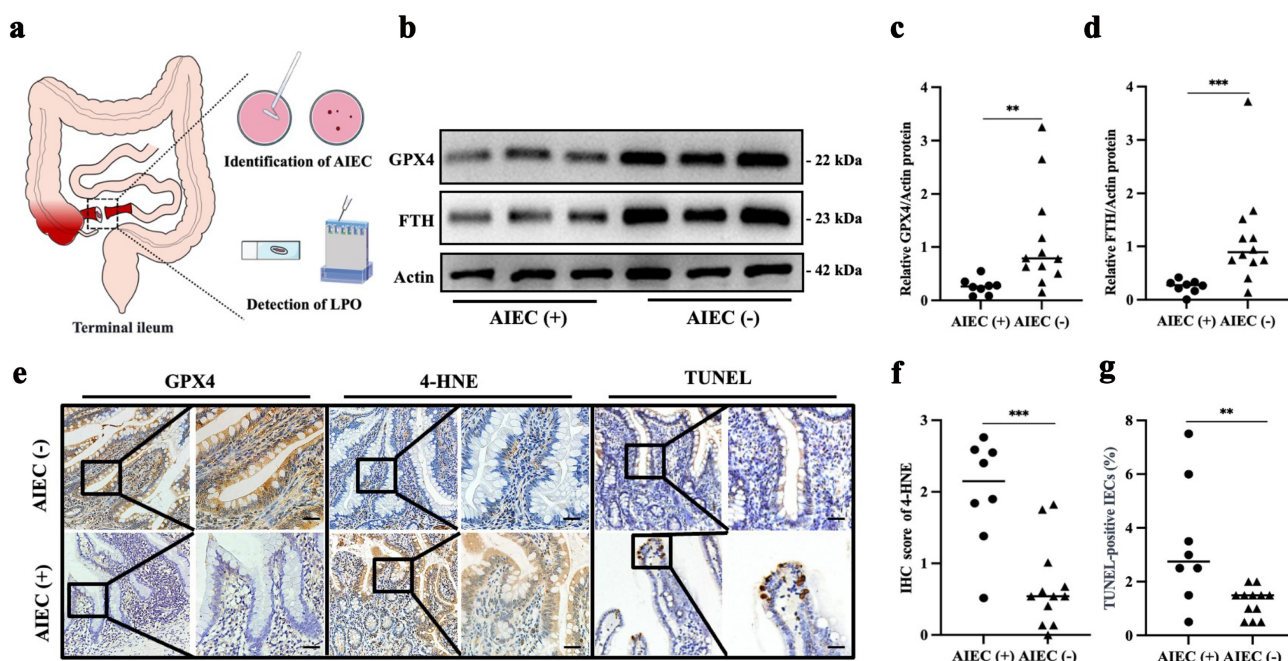 a
Identification of AIEC
Detection of LPO
Terminal ileum
b
GPX4
- 22 kDa
FTH
- 23 kDa
Actin
- 42 kDa
AIEC (+)
AIEC (-)
c
**
Relative GPX4/Actin protein
4
3
2
1
0
AIEC (+) AIEC (-)
d
***
Relative FTH/Actin protein
4
3
2
1
0
AIEC (+) AIEC (-)
e
GPX4
4-HNE
TUNEL
AIEC (-)
AIEC (+)
f
***
IHC score of 4-HNE
3
2
1
0
AIEC (+) AIEC (-)
g
**
TUNEL-positive IECs (%)
8
6
4
2
0
AIEC (+) AIEC (-)